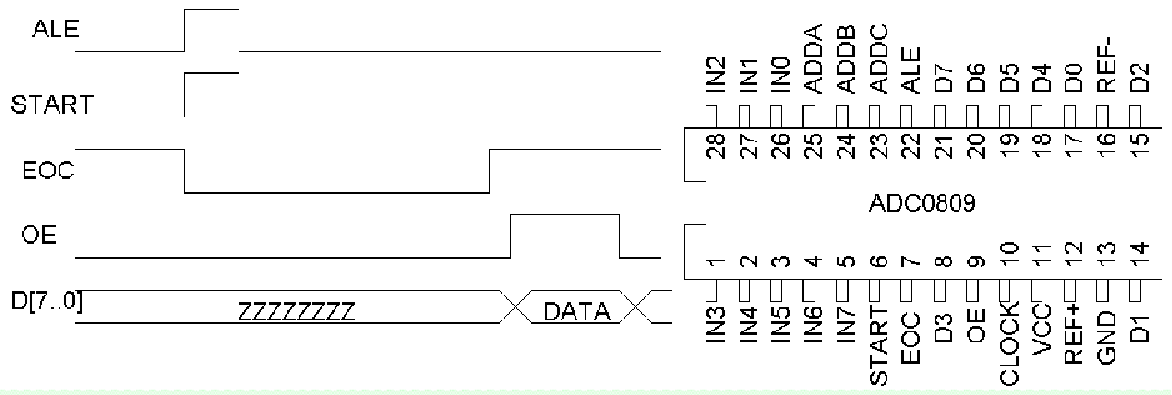 ALE
START
EOC
OE
D[7..0]
ZZZZZZZZ
DATA
IN2 IN1 IN0 ADDA ADDB ADDC ALE D7 D6 D5 D4 D0 REF- D2
28 27 26 25 24 23 22 21 20 19 18 17 16 15
ADC0809
1 2 3 4 5 6 7 8 9 10 11 12 13 14
IN3 IN4 IN5 IN6 IN7 START EOC D3 OE CLOCK VCC REF+ GND D1